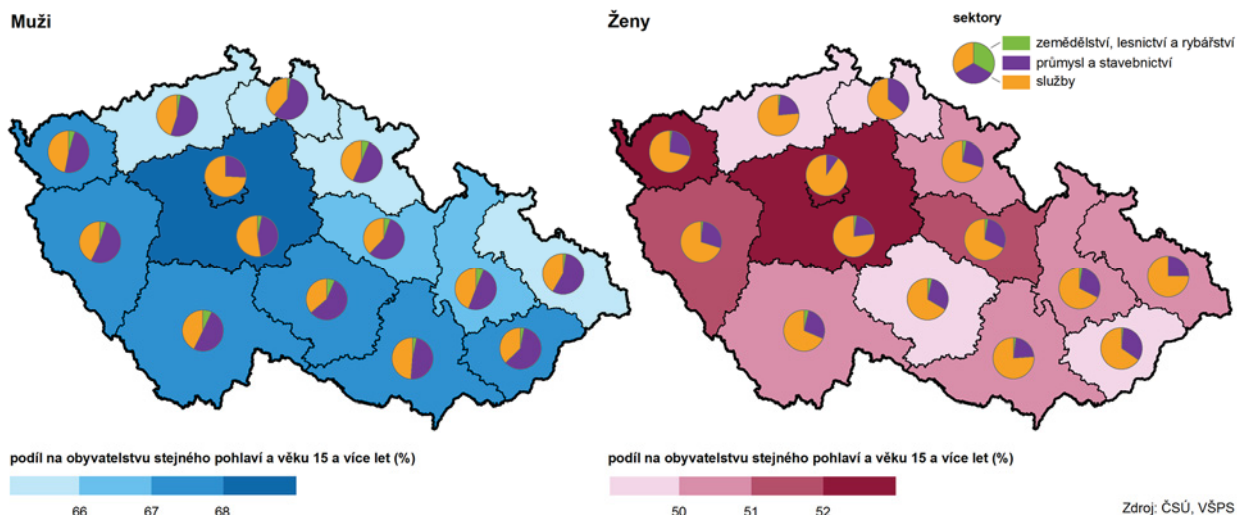 Muži
Ženy
sektory
zemědělství, lesnictví a rybářství
průmysl a stavebnictví
služby
podíl na obyvatelstvu stejného pohlaví a věku 15 a více let (%)
66 67 68
podíl na obyvatelstvu stejného pohlaví a věku 15 a více let (%)
50 51 52
Zdroj: ČSÚ, VŠPS